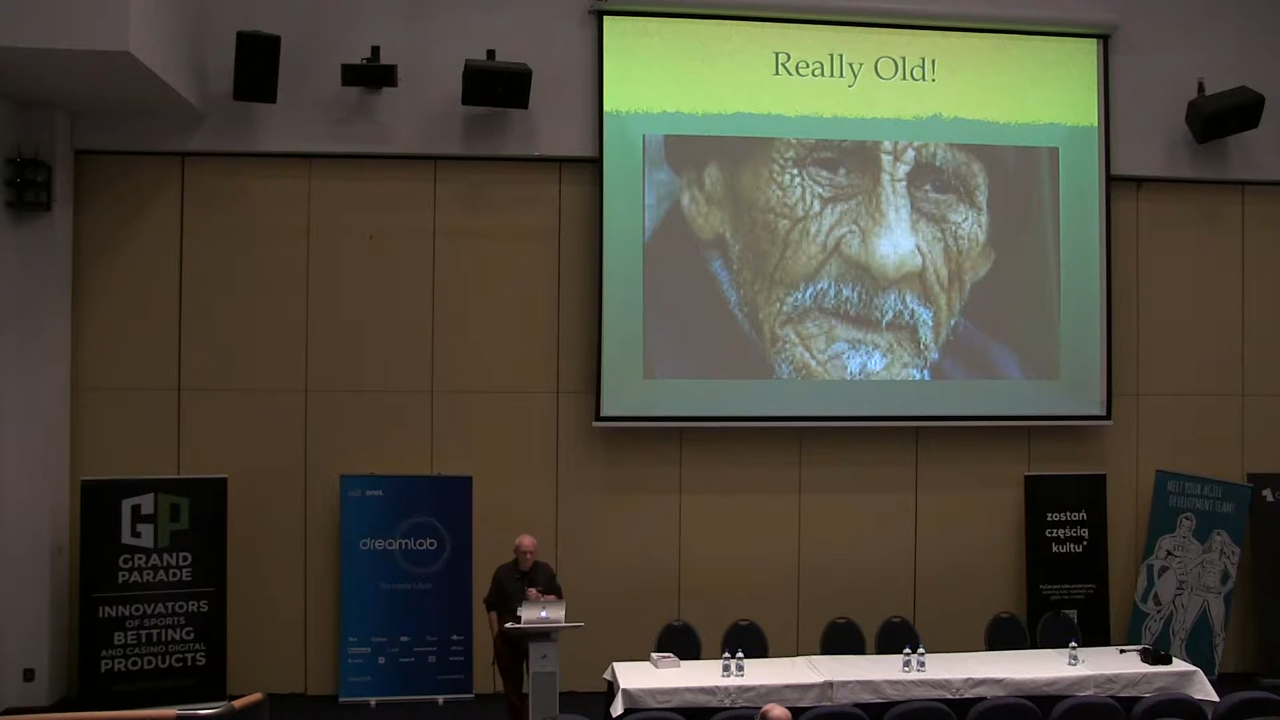 Really Old!
GP
GRAND
PARADE
INNOVATORS
OF SPORTS
BETTING
AND CASINO DIGITAL
PRODUCTS
onet.
dreamlab
zostań
częścią
kultu*
MEET YOUR AGILE
DEVELOPMENT TEAM!